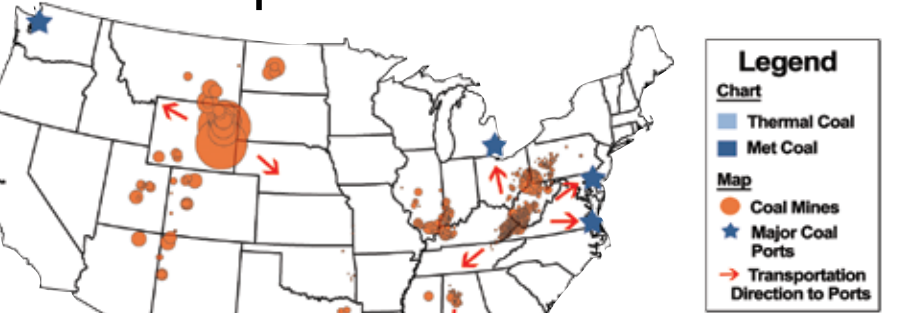 Legend
Chart
Thermal Coal
Met Coal
Map
Coal Mines
Major Coal
Ports
Transportation
Direction to Ports